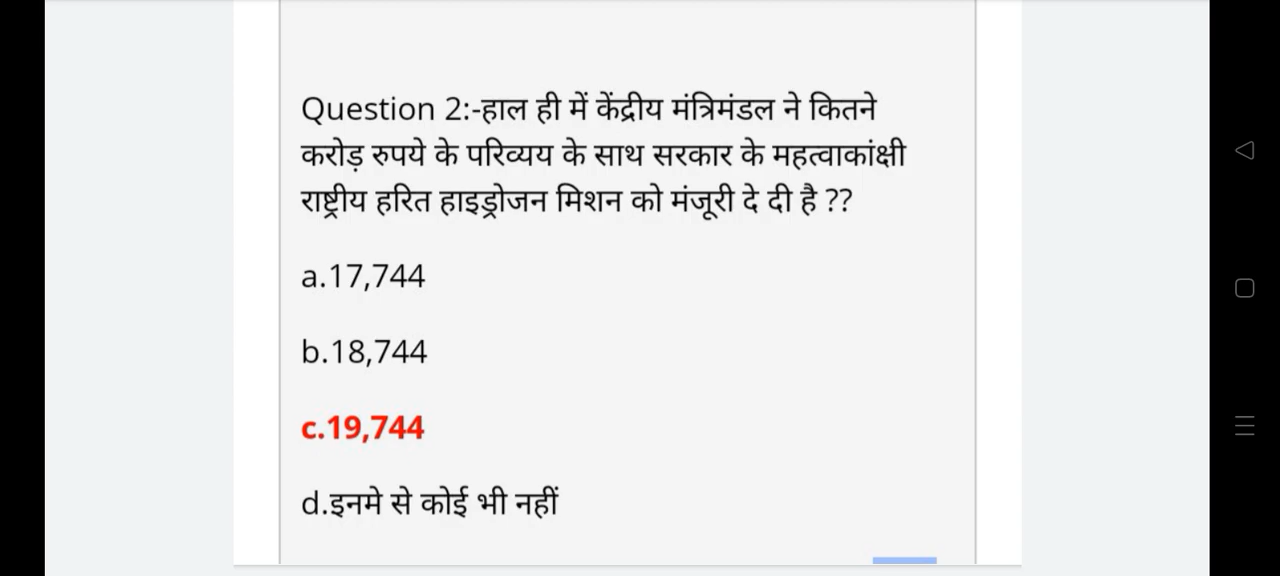 Question 2:-हाल ही में केंद्रीय मंत्रिमंडल ने कितने
करोड़ रुपये के परिव्यय के साथ सरकार के महत्वाकांक्षी
राष्ट्रीय हरित हाइड्रोजन मिशन को मंजूरी दे दी है ??
a.17,744
b.18,744
c.19,744
d.इनमे से कोई भी नहीं